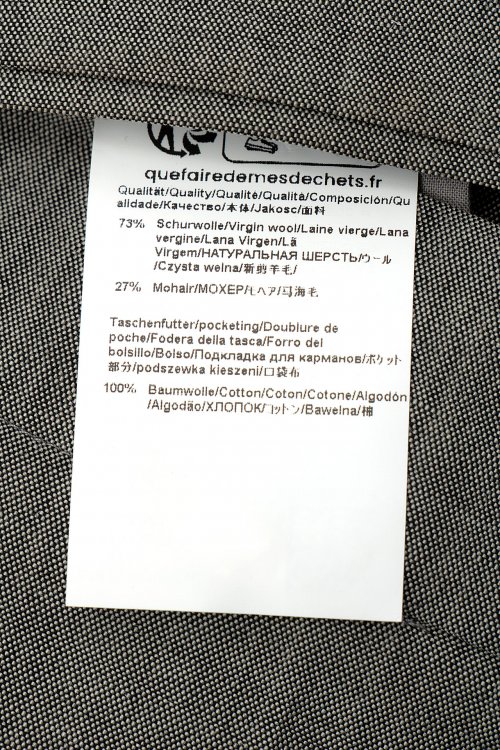 quefairedemesdechets.fr
Qualität/Quality/Qualité/Qualità/Composición/Qu
alidade/Качество/本体/Jakosc/面料
73% Schurwolle/Virgin wool/Laine vierge/Lana
vergine/Lana Virgen/Lã
Virgem/НАТУРАЛЬНАЯ ШЕРСТЬ/ウール
/Czysta welna/新剪羊毛/
27% Mohair/МОХЕР/モヘア/马海毛
Taschenfutter/pocketing/Doublure de
poche/Fodera della tasca/Forro del
bolsillo/Bolso/Подкладка для карманов/ポケット
部分/podszewka kieszeni/口袋布
100% Baumwolle/Cotton/Coton/Cotone/Algodón
/Algodão/ХЛОПОК/コットン/Bawelna/棉